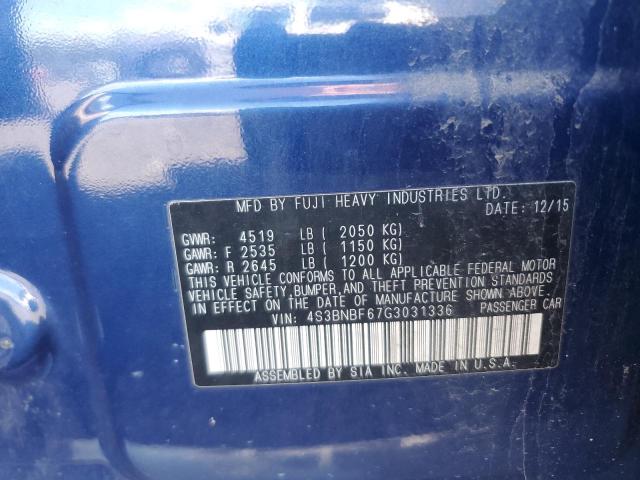 MFD BY FUJI HEAVY INDUSTRIES LTD.
DATE: 12/15
GVWR: 4519 LB ( 2050 KG)
GAWR: F 2535 LB ( 1150 KG)
GAWR: R 2645 LB ( 1200 KG)
THIS VEHICLE CONFORMS TO ALL APPLICABLE FEDERAL MOTOR
VEHICLE SAFETY,BUMPER,AND THEFT PREVENTION STANDARDS
IN EFFECT ON THE DATE OF MANUFACTURE SHOWN ABOVE.
VIN: 4S3BNBF67G3031336 PASSENGER CAR
ASSEMBLED BY SIA INC. MADE IN U.S.A.